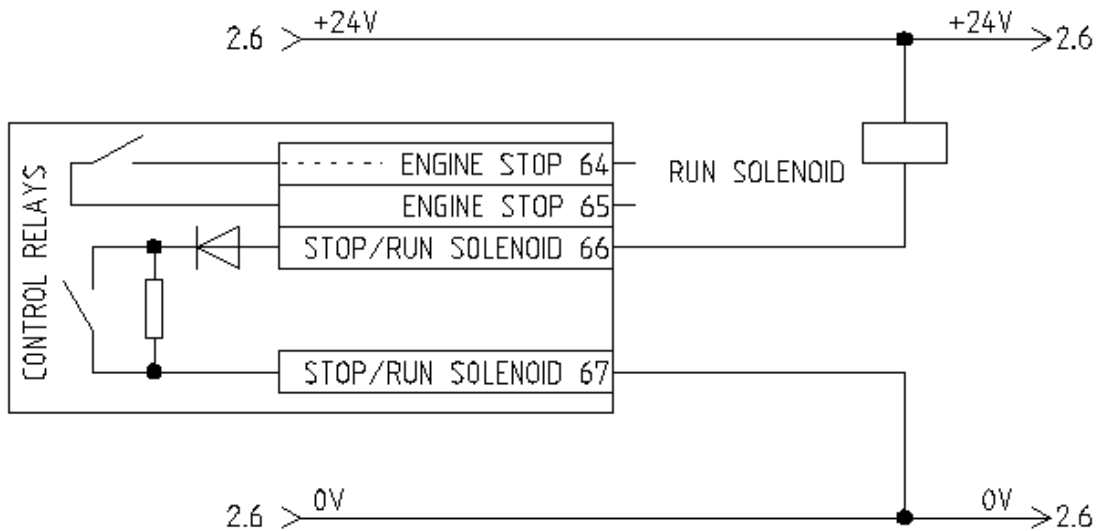 2.6 +24V +24V 2.6
ENGINE STOP 64
RUN SOLENOID
ENGINE STOP 65
STOP/RUN SOLENOID 66
CONTROL RELAYS
STOP/RUN SOLENOID 67
2.6 0V 0V 2.6